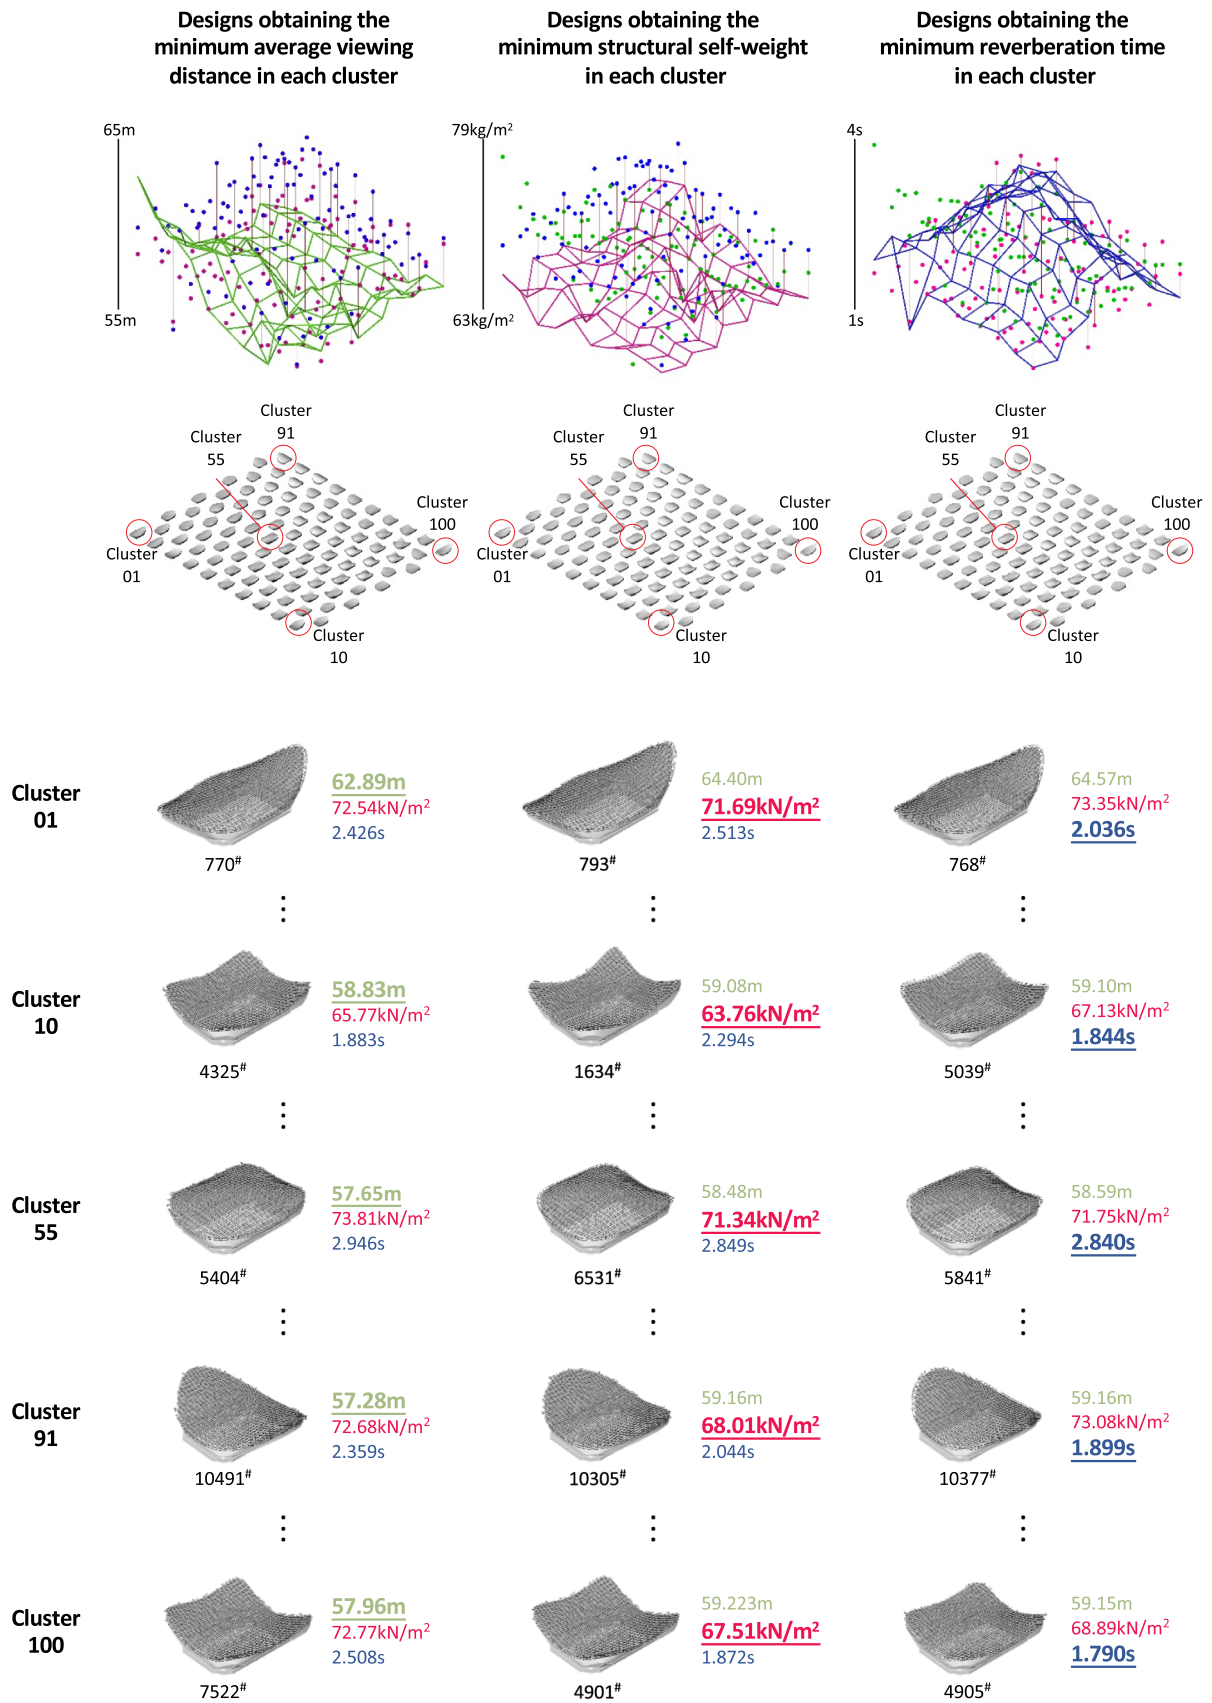 Designs obtaining the
minimum average viewing
distance in each cluster
Designs obtaining the
minimum structural self-weight
in each cluster
Designs obtaining the
minimum reverberation time
in each cluster
65m
55m
79kg/m²
63kg/m²
4s
1s
Cluster
91
Cluster
55
Cluster
100
Cluster
01
Cluster
10
Cluster
91
Cluster
55
Cluster
100
Cluster
01
Cluster
10
Cluster
91
Cluster
55
Cluster
100
Cluster
01
Cluster
10
Cluster
01
62.89m
72.54kN/m²
2.426s
770#
64.40m
71.69kN/m²
2.513s
793#
64.57m
73.35kN/m²
2.036s
768#
Cluster
10
58.83m
65.77kN/m²
1.883s
4325#
59.08m
63.76kN/m²
2.294s
1634#
59.10m
67.13kN/m²
1.844s
5039#
Cluster
55
57.65m
73.81kN/m²
2.946s
5404#
58.48m
71.34kN/m²
2.849s
6531#
58.59m
71.75kN/m²
2.840s
5841#
Cluster
91
57.28m
72.68kN/m²
2.359s
10491#
59.16m
68.01kN/m²
2.044s
10305#
59.16m
73.08kN/m²
1.899s
10377#
Cluster
100
57.96m
72.77kN/m²
2.508s
7522#
59.223m
67.51kN/m²
1.872s
4901#
59.15m
68.89kN/m²
1.790s
4905#